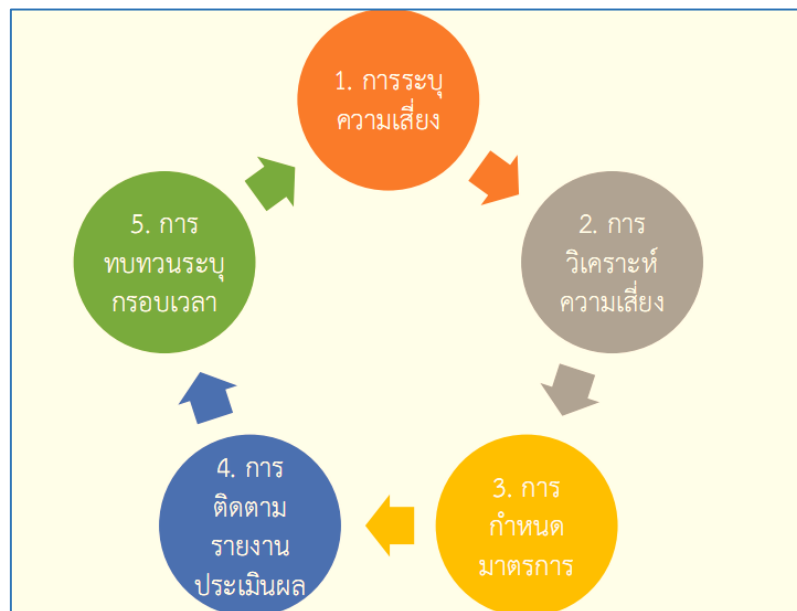 1. การระบุ
ความเสี่ยง
2. การ
วิเคราะห์
ความเสี่ยง
3. การ
กำหนด
มาตรการ
4. การ
ติดตาม
รายงาน
ประเมินผล
5. การ
ทบทวนระบุ
กรอบเวลา